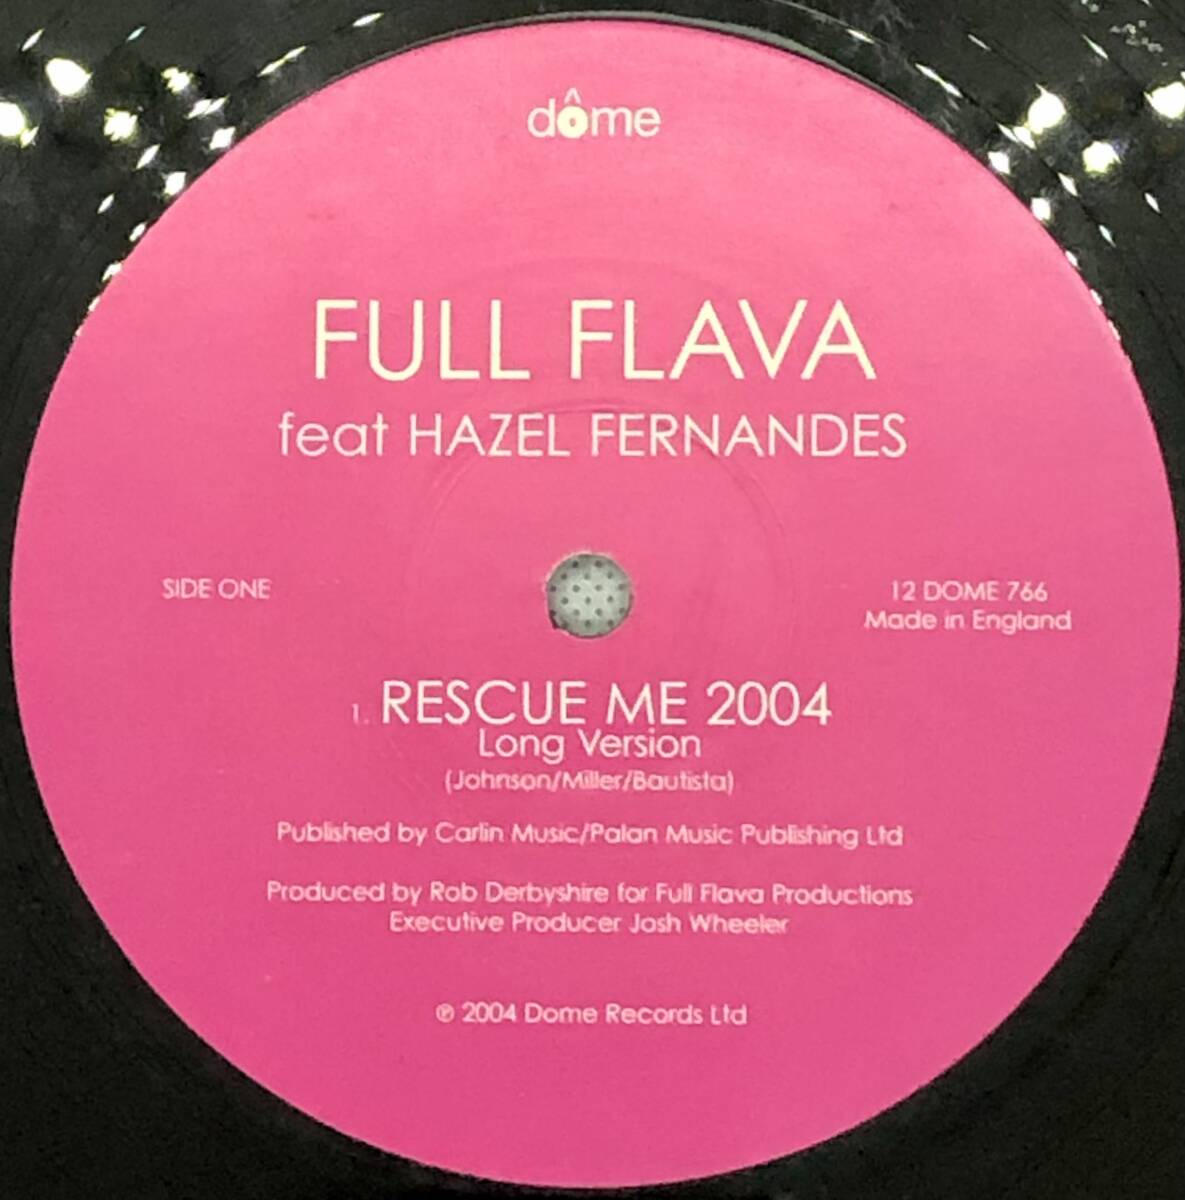 dôme
FULL FLAVA
feat HAZEL FERNANDES
SIDE ONE
12 DOME 766
Made in England
1. RESCUE ME 2004
Long Version
(Johnson/Miller/Bautista)
Published by Carlin Music/Palan Music Publishing Ltd
Produced by Rob Derbyshire for Full Flava Productions
Executive Producer Josh Wheeler
℗ 2004 Dome Records Ltd